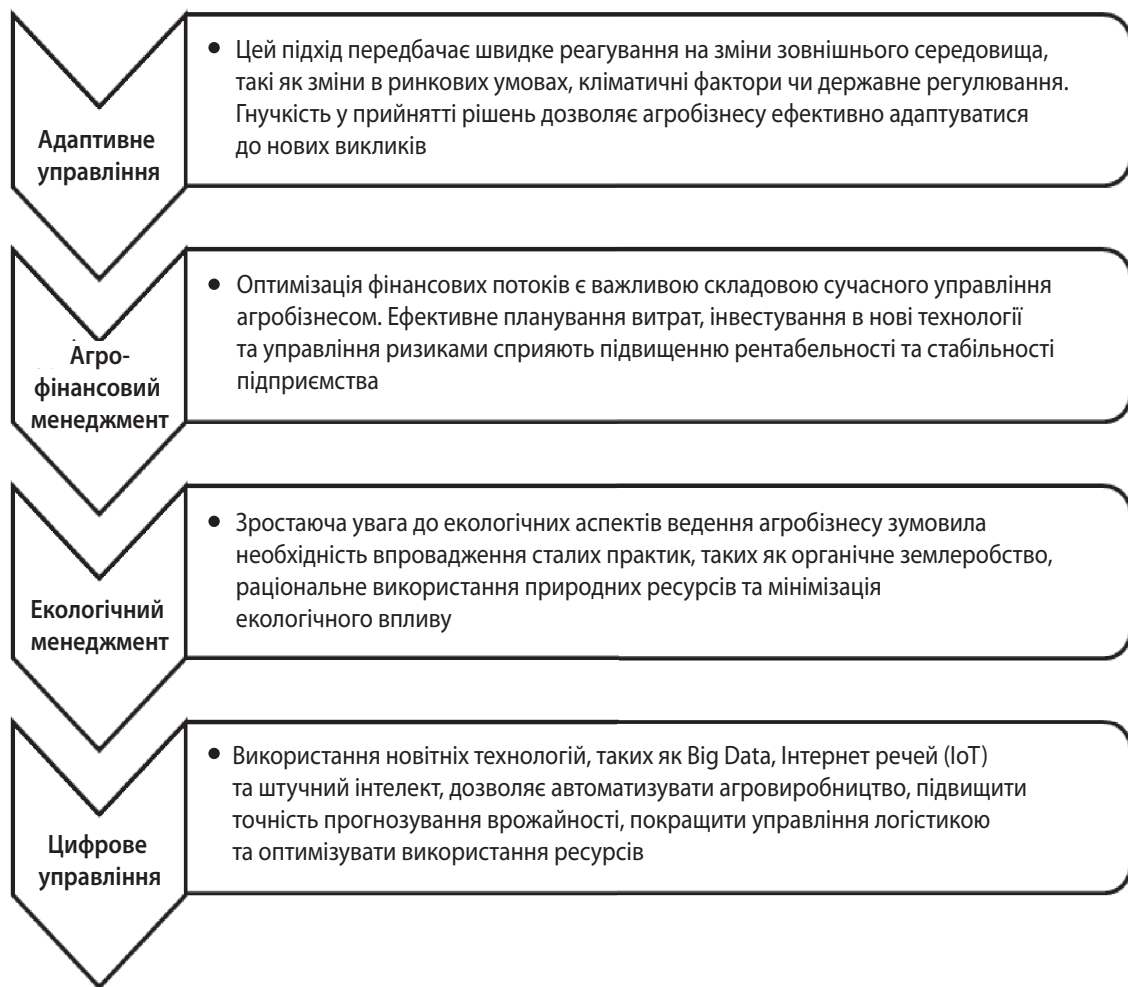 Адаптивне
управління
• Цей підхід передбачає швидке реагування на зміни зовнішнього середовища,
такі як зміни в ринкових умовах, кліматичні фактори чи державне регулювання.
Гнучкість у прийнятті рішень дозволяє агробізнесу ефективно адаптуватися
до нових викликів
Агро-
фінансовий
менеджмент
• Оптимізація фінансових потоків є важливою складовою сучасного управління
агробізнесом. Ефективне планування витрат, інвестування в нові технології
та управління ризиками сприяють підвищенню рентабельності та стабільності
підприємства
Екологічний
менеджмент
• Зростаюча увага до екологічних аспектів ведення агробізнесу зумовила
необхідність впровадження сталих практик, таких як органічне землеробство,
раціональне використання природних ресурсів та мінімізація
екологічного впливу
Цифрове
управління
• Використання новітніх технологій, таких як Big Data, Інтернет речей (IoT)
та штучний інтелект, дозволяє автоматизувати агровиробництво, підвищити
точність прогнозування врожайності, покращити управління логістикою
та оптимізувати використання ресурсів